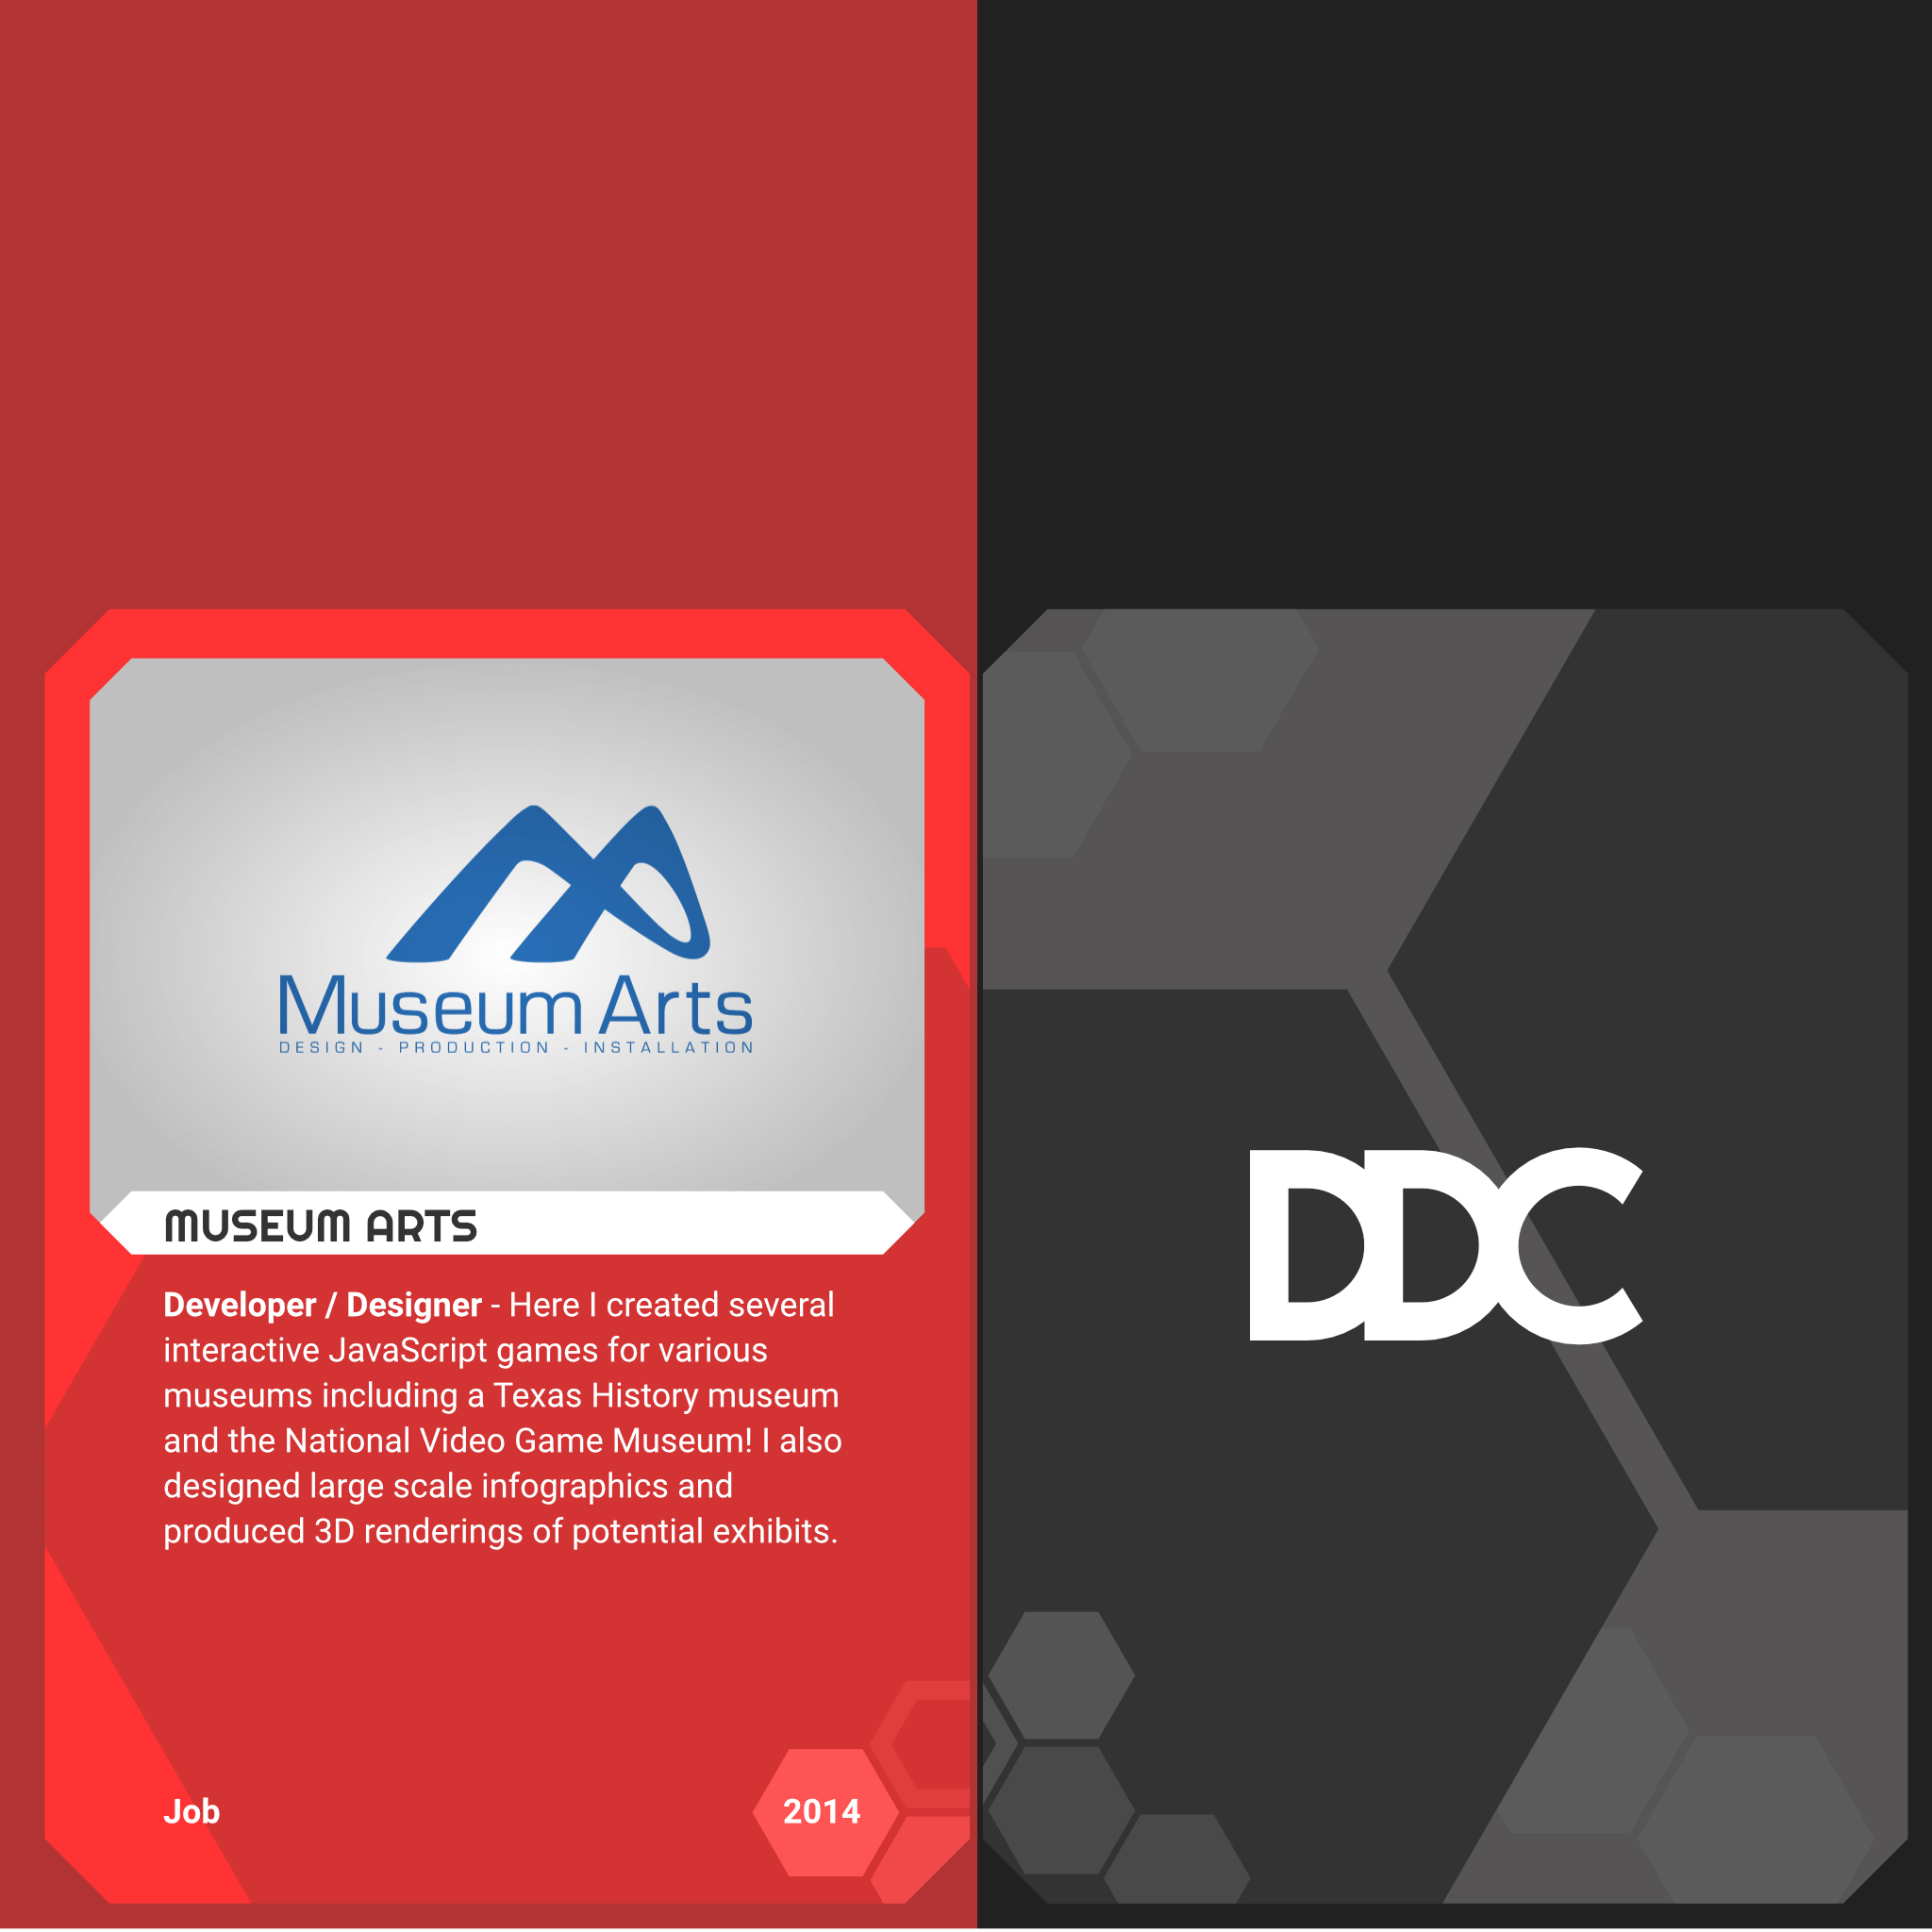 Museum Arts
DESIGN - PRODUCTION - INSTALLATION
MUSEUM ARTS
Developer / Designer - Here I created several
interactive JavaScript games for various
museums including a Texas History museum
and the National Video Game Museum! I also
designed large scale infographics and
produced 3D renderings of potential exhibits.
Job
2014
DDC